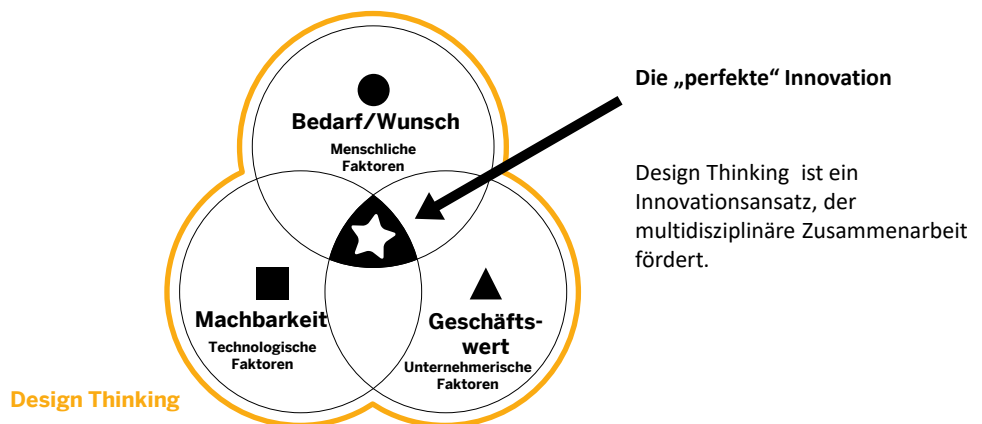 Bedarf/Wunsch
Menschliche
Faktoren
Machbarkeit
Technologische
Faktoren
Geschäfts-
wert
Unternehmerische
Faktoren
Design Thinking
Die „perfekte“ Innovation
Design Thinking  ist ein
Innovationsansatz, der
multidisziplinäre Zusammenarbeit
fördert.